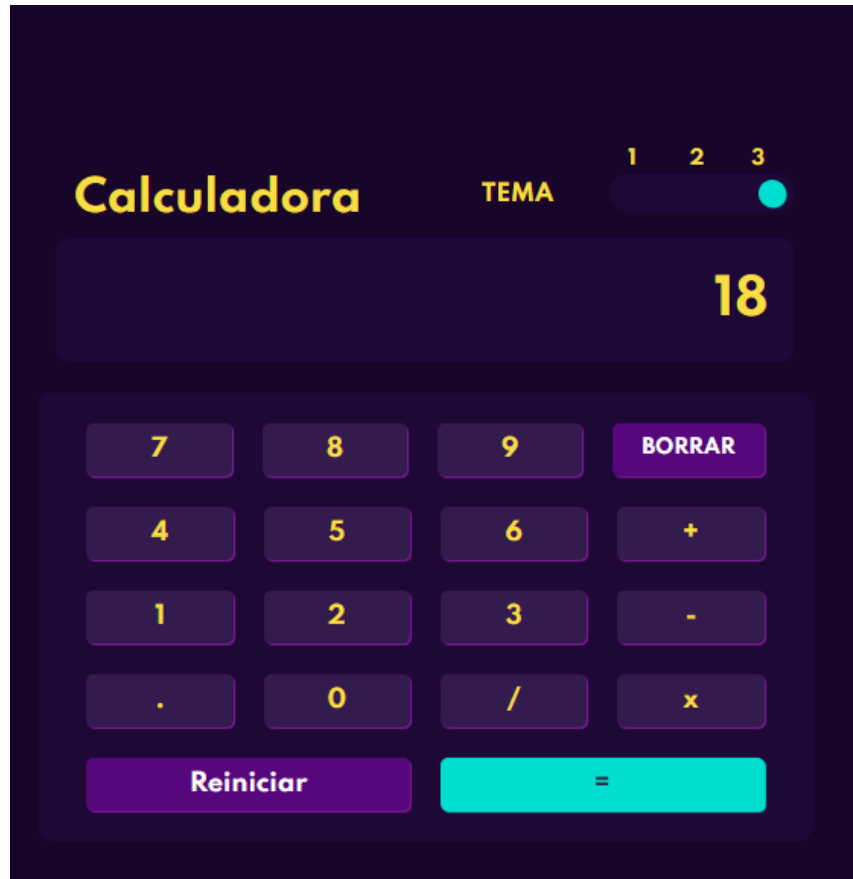 1 2 3
Calculadora TEMA
18
7 8 9 BORRAR
4 5 6 +
1 2 3 -
. 0 / x
Reiniciar =